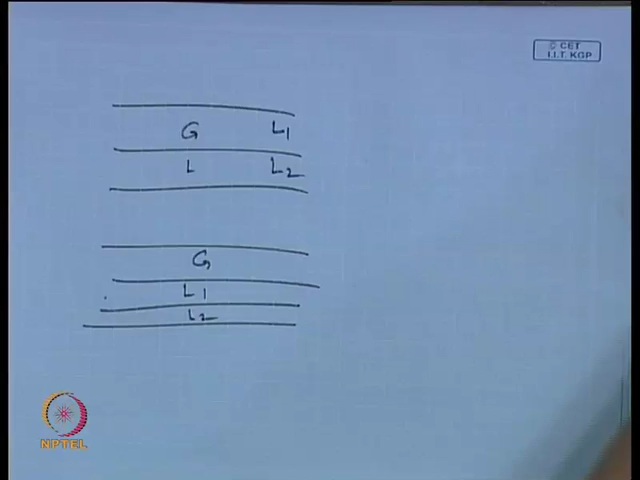 © CET
I.I.T. KGP
G L1
L L2
G
L1
L2
NPTEL